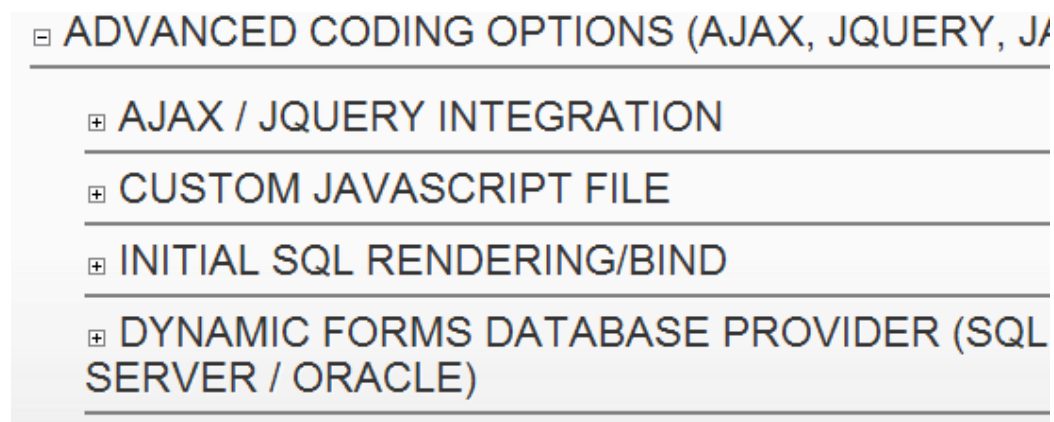 ADVANCED CODING OPTIONS (AJAX, JQUERY,
AJAX / JQUERY INTEGRATION
CUSTOM JAVASCRIPT FILE
INITIAL SQL RENDERING/BIND
DYNAMIC FORMS DATABASE PROVIDER (SQL
SERVER / ORACLE)